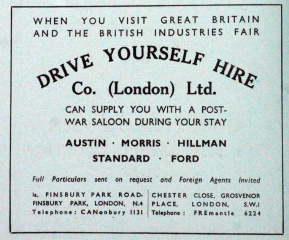 WHEN YOU VISIT GREAT BRITAIN
AND THE BRITISH INDUSTRIES FAIR
DRIVE YOURSELF HIRE
Co. (London) Ltd.
CAN SUPPLY YOU WITH A POST-
WAR SALOON DURING YOUR STAY
AUSTIN · MORRIS · HILLMAN
STANDARD · FORD
Full Particulars sent on request and Foreign Agents Invited
FINSBURY PARK ROAD,
FINSBURY PARK, LONDON, N.4
Telephone: CANonbury 1131
CHESTER CLOSE, GROSVENOR
PLACE, LONDON, S.W.1
Telephone: FREmantle 6224